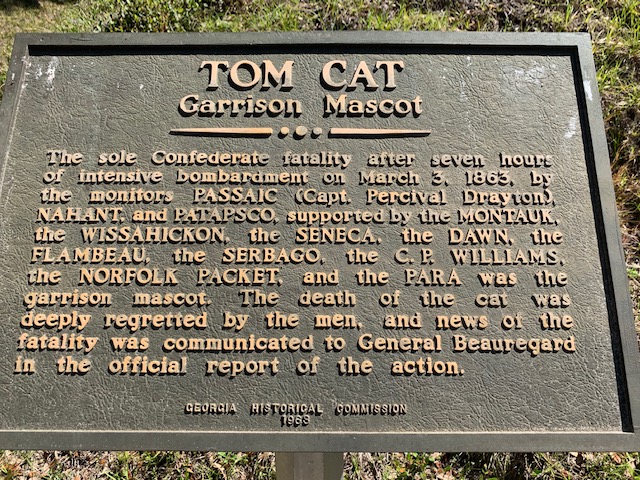 TOM CAT
Garrison Mascot
The sole Confederate fatality after seven hours
of intensive bombardment on March 3, 1863, by
the monitors PASSAIC (Capt. Percival Drayton),
NAHANT, and PATAPSCO, supported by the MONTAUK,
the WISSAHICKON, the SENECA, the DAWN, the
FLAMBEAU, the SERBAGO, the C. P. WILLIAMS,
the NORFOLK PACKET, and the PARA was the
garrison mascot. The death of the cat was
deeply regretted by the men, and news of the
fatality was communicated to General Beauregard
in the official report of the action.
GEORGIA HISTORICAL COMMISSION
1963